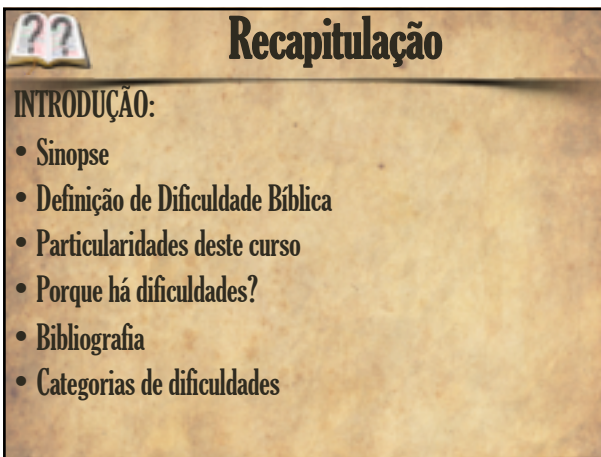 ? ?
Recapitulação
INTRODUÇÃO:
• Sinopse
• Definição de Dificuldade Bíblica
• Particularidades deste curso
• Porque há dificuldades?
• Bibliografia
• Categorias de dificuldades